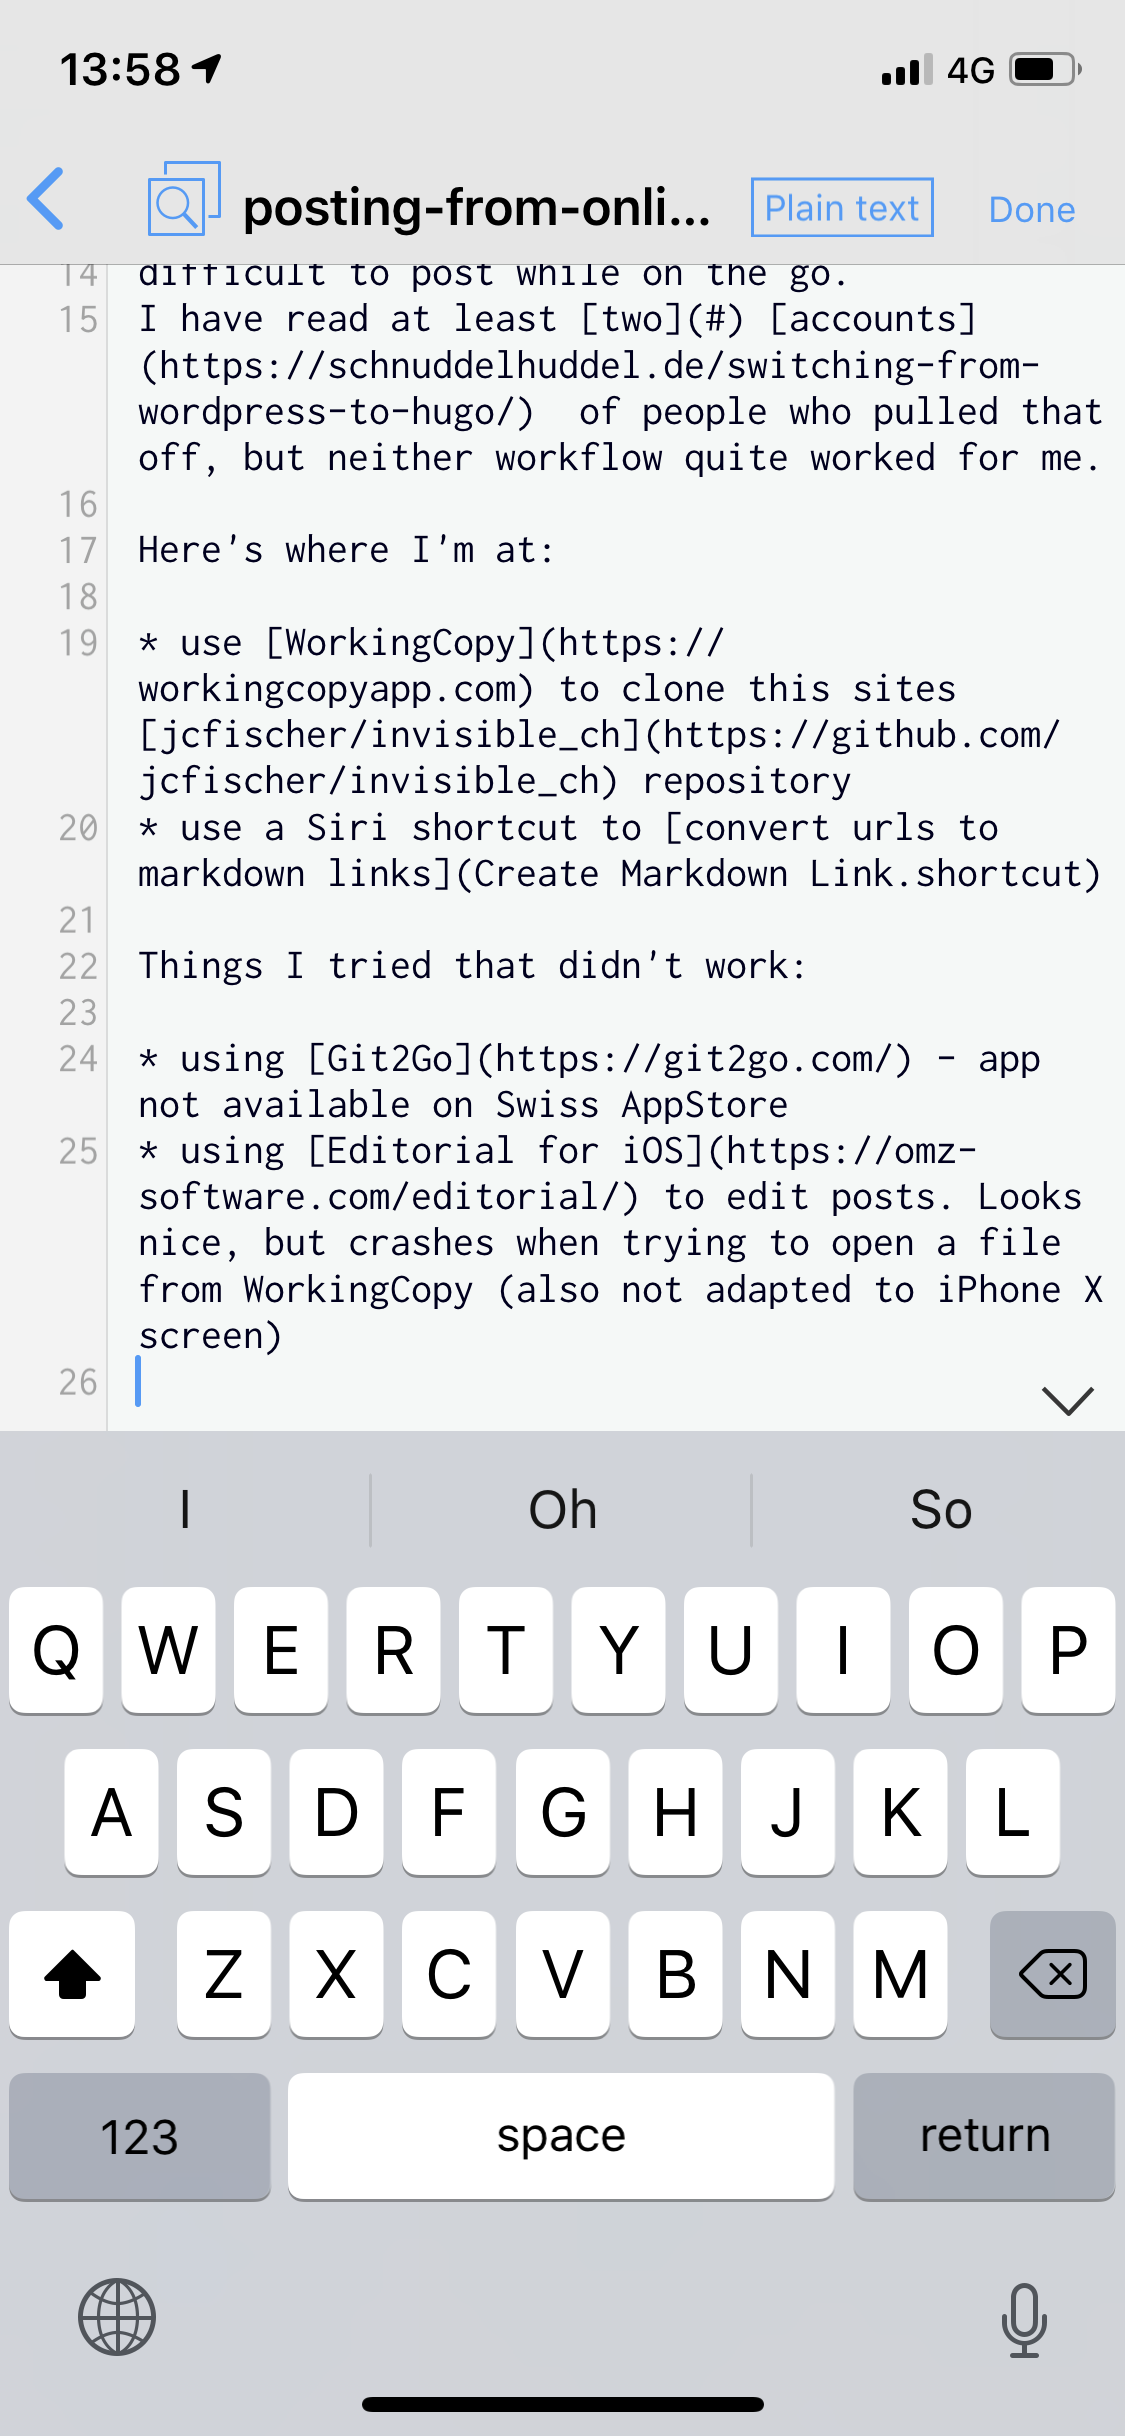 13:58 4G
posting-from-onli... Plain text Done
14 difficult to post while on the go.
15 I have read at least [two](#) [accounts]
(https://schnuddelhuddel.de/switching-from-
wordpress-to-hugo/)  of people who pulled that
off, but neither workflow quite worked for me.
16
17 Here's where I'm at:
18
19 * use [WorkingCopy](https://
workingcopyapp.com) to clone this sites
[jcfischer/invisible_ch](https://github.com/
jcfischer/invisible_ch) repository
20 * use a Siri shortcut to [convert urls to
markdown links](Create Markdown Link.shortcut)
21
22 Things I tried that didn't work:
23
24 * using [Git2Go](https://git2go.com/) - app
not available on Swiss AppStore
25 * using [Editorial for iOS](https://omz-
software.com/editorial/) to edit posts. Looks
nice, but crashes when trying to open a file
from WorkingCopy (also not adapted to iPhone X
screen)
26
I Oh So
Q W E R T Y U I O P
A S D F G H J K L
Z X C V B N M
123 space return